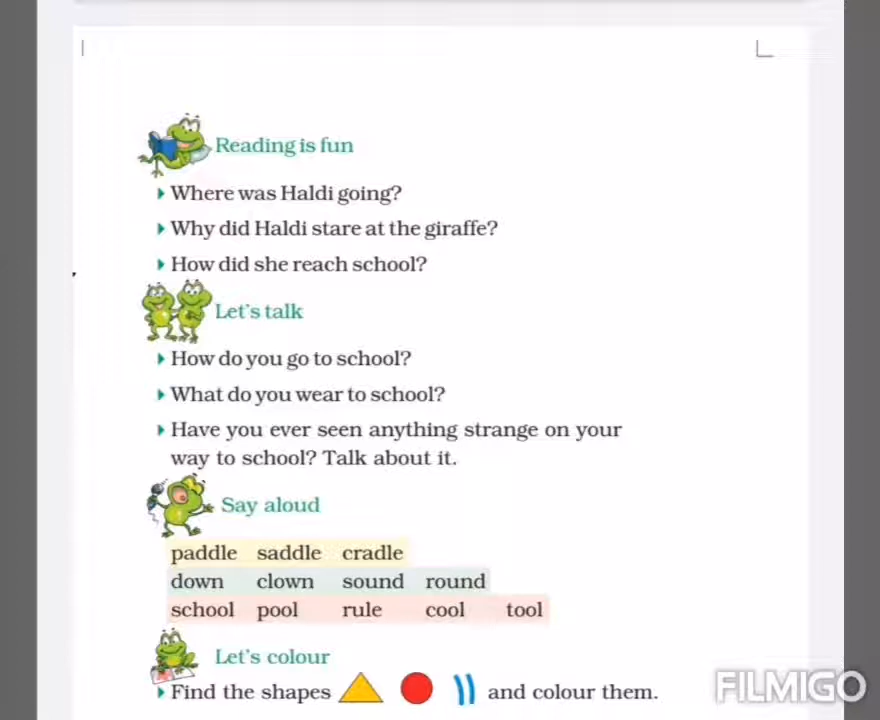 Reading is fun
Where was Haldi going?
Why did Haldi stare at the giraffe?
How did she reach school?
Let's talk
How do you go to school?
What do you wear to school?
Have you ever seen anything strange on your
way to school? Talk about it.
Say aloud
paddle saddle cradle
down clown sound round
school pool rule cool tool
Let's colour
Find the shapes and colour them.
FILMIGO